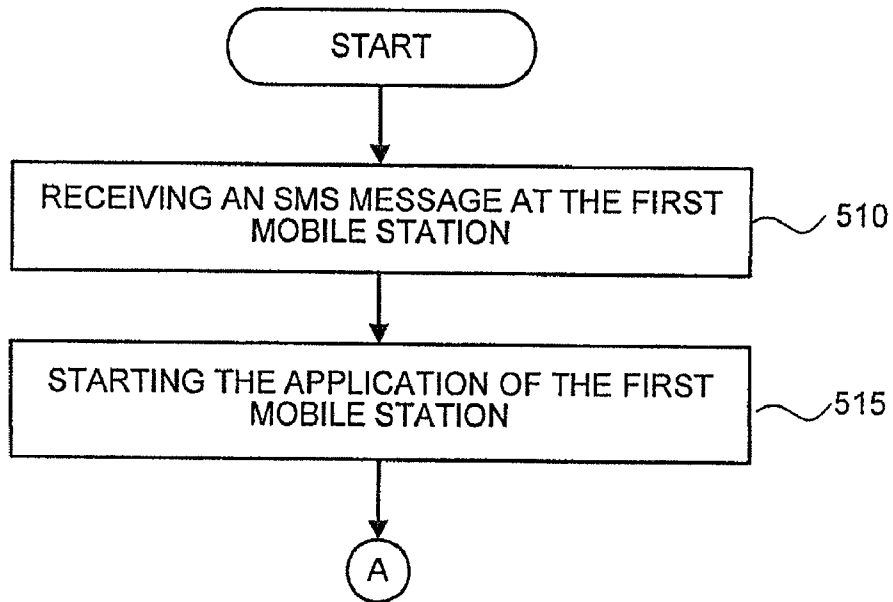 START
RECEIVING AN SMS MESSAGE AT THE FIRST
MOBILE STATION
510
STARTING THE APPLICATION OF THE FIRST
MOBILE STATION
515
A